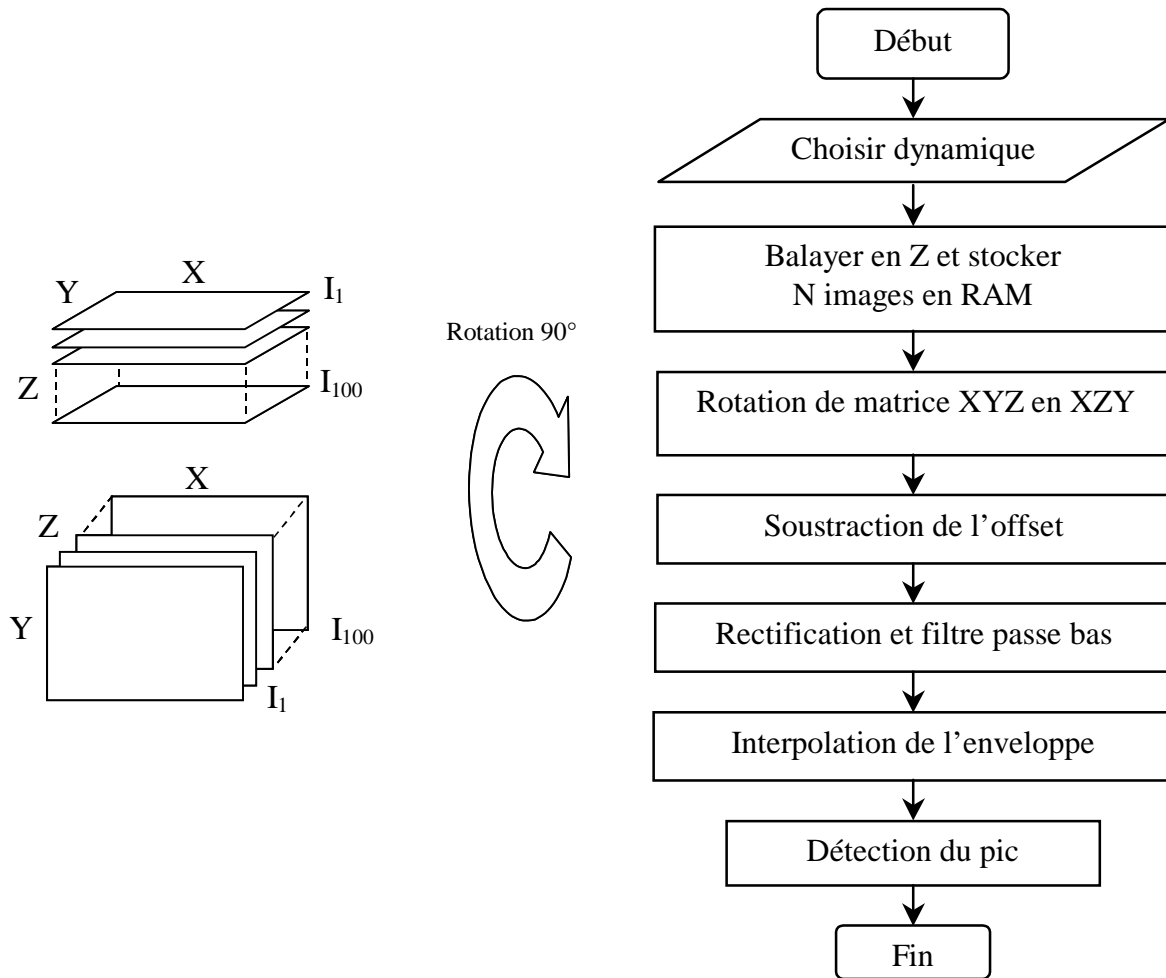 Début
Choisir dynamique
Balayer en Z et stocker
N images en RAM
Rotation de matrice XYZ en XZY
Soustraction de l’offset
Rectification et filtre passe bas
Interpolation de l’enveloppe
Détection du pic
Fin
X
Y
I1
Z
I100
Rotation 90°
X
Z
Y
I100
I1